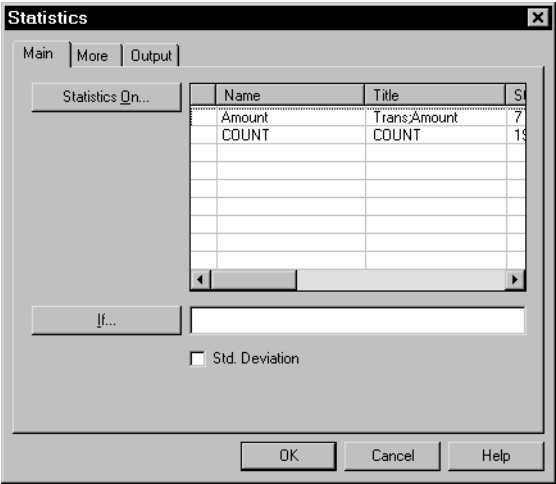 Statistics
Main More Output
Statistics On...
Name Title
Amount Trans;Amount 7
COUNT COUNT
If...
Std. Deviation
OK Cancel Help